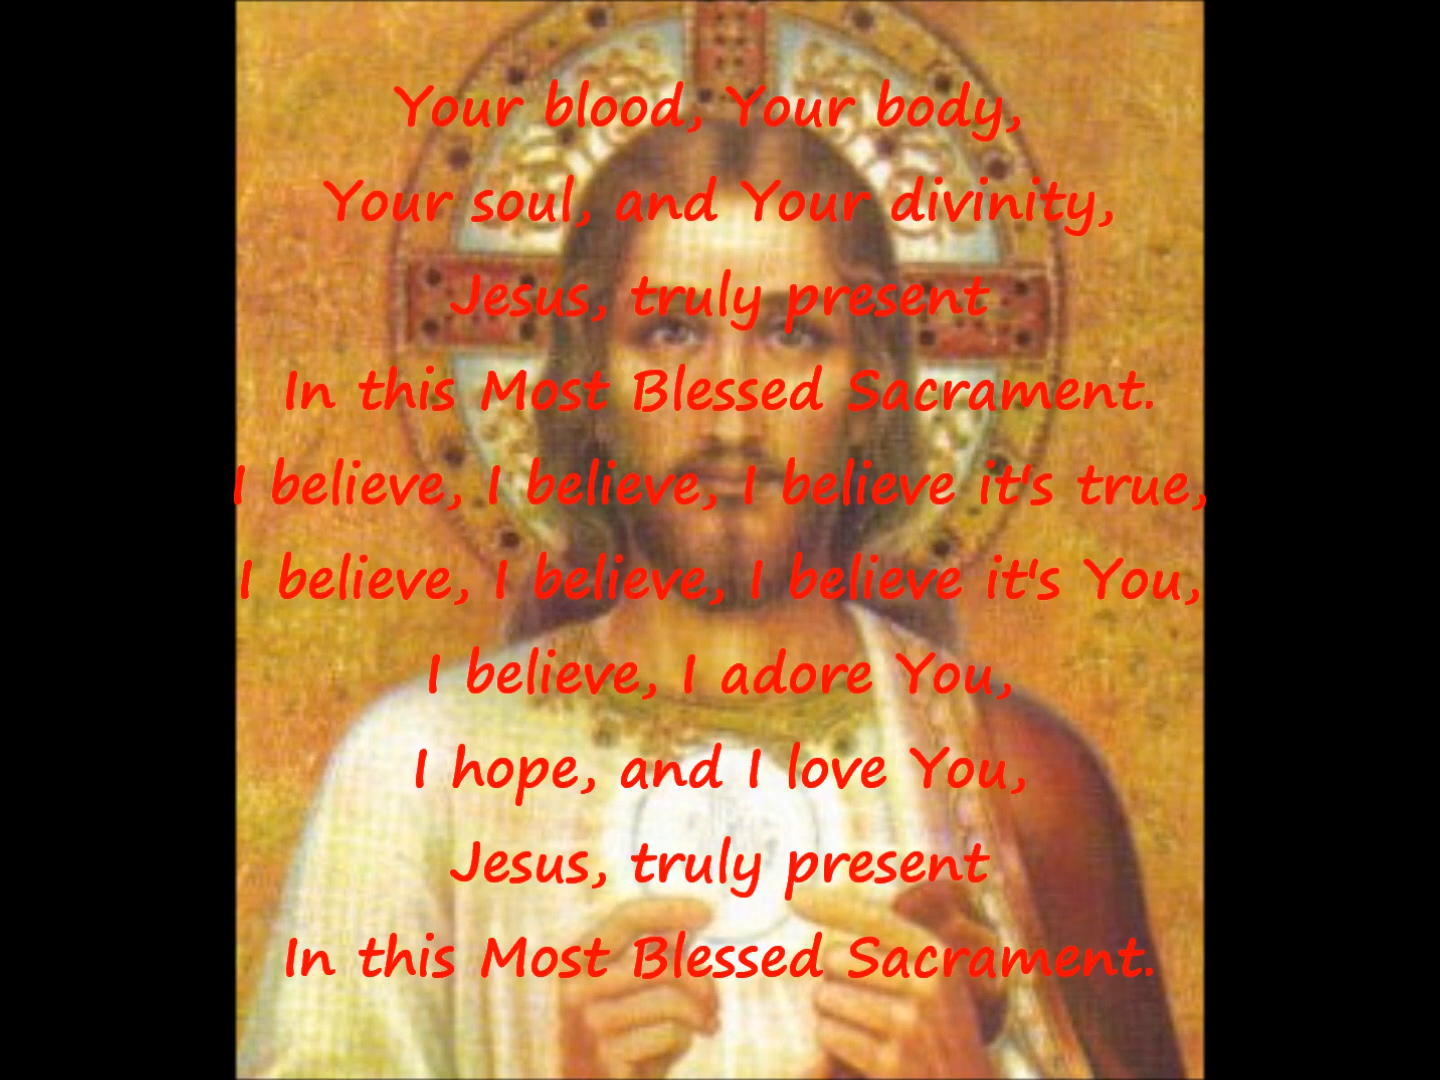 Your blood, Your body,
Your soul, and Your divinity,
Jesus, truly present
In this Most Blessed Sacrament.
I believe, I believe, I believe it's true,
I believe, I believe, I believe it's You,
I believe, I adore You,
I hope, and I love You,
Jesus, truly present
In this Most Blessed Sacrament.